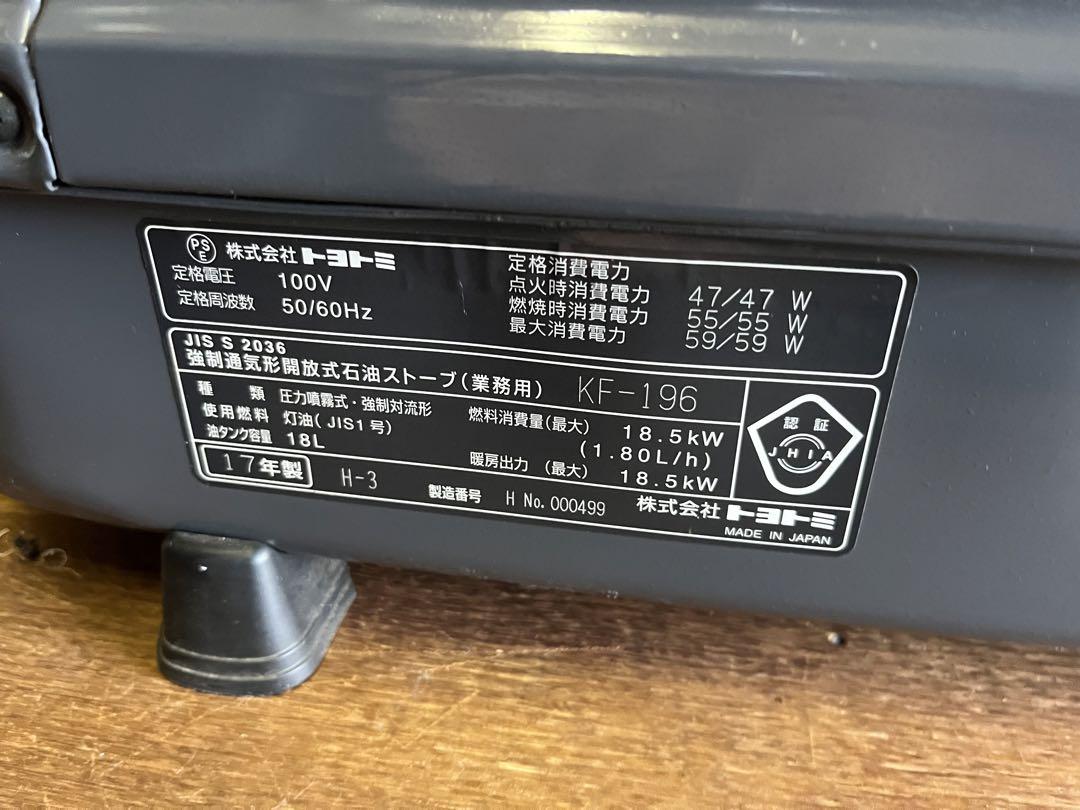 PSE 株式会社トヨトミ
定格電圧 100V
定格周波数 50/60Hz
定格消費電力
点火時消費電力 47/47 W
燃焼時消費電力 55/55 W
最大消費電力 59/59 W
JIS S 2036
強制通気形開放式石油ストーブ(業務用) KF-196
種類 圧力噴霧式・強制対流形
使用燃料 灯油(JIS1号)
油タンク容量 18L
燃料消費量(最大) 18.5kW
(1.80L/h)
暖房出力 (最大) 18.5kW
認証
JHIA
17年製 H-3 製造番号 H No. 000499
株式会社トヨトミ
MADE IN JAPAN